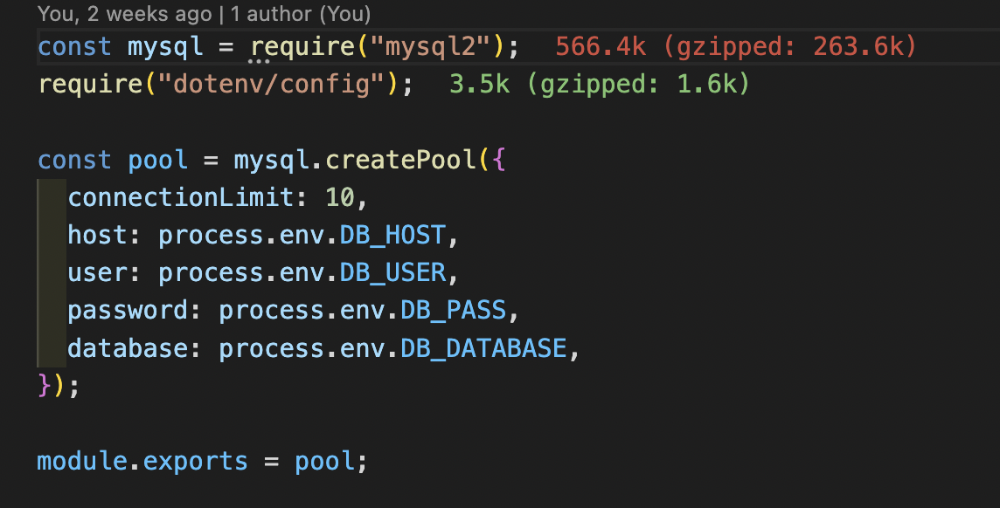 You, 2 weeks ago | 1 author (You)
const mysql = require("mysql2"); 566.4k (gzipped: 263.6k)
require("dotenv/config"); 3.5k (gzipped: 1.6k)
const pool = mysql.createPool({
connectionLimit: 10,
host: process.env.DB_HOST,
user: process.env.DB_USER,
password: process.env.DB_PASS,
database: process.env.DB_DATABASE,
});
module.exports = pool;